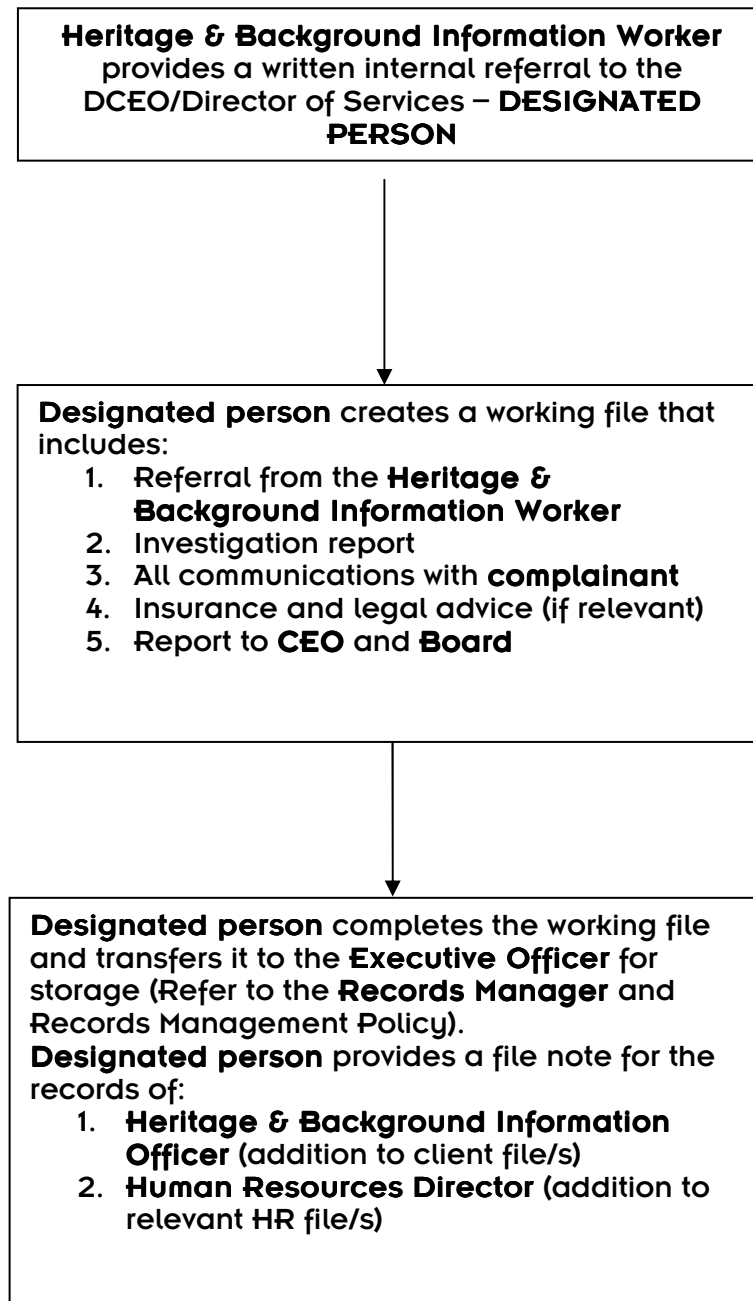 Heritage & Background Information Worker
provides a written internal referral to the
DCEO/Director of Services – DESIGNATED
PERSON
Designated person creates a working file that
includes:
1. Referral from the Heritage &
Background Information Worker
2. Investigation report
3. All communications with complainant
4. Insurance and legal advice (if relevant)
5. Report to CEO and Board
Designated person completes the working file
and transfers it to the Executive Officer for
storage (Refer to the Records Manager and
Records Management Policy).
Designated person provides a file note for the
records of:
1. Heritage & Background Information
Officer (addition to client file/s)
2. Human Resources Director (addition to
relevant HR file/s)